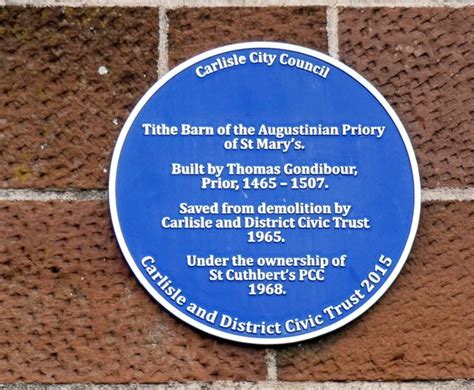 Carlisle City Council
Tithe Barn of the Augustinian Priory
of St Mary's.
Built by Thomas Gondibour,
Prior, 1465 – 1507.
Saved from demolition by
Carlisle and District Civic Trust
1965.
Under the ownership of
St Cuthbert's PCC
1968.
Carlisle and District Civic Trust 2015